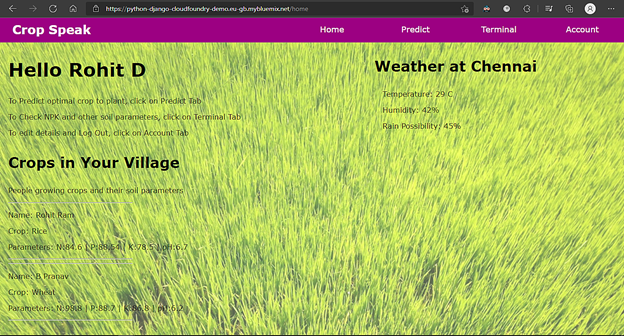 https://python-django-cloudfoundry-demo.eu-gb.mybluemix.net/home
Crop Speak
Home
Predict
Terminal
Account
Hello Rohit D
To Predict optimal crop to plant, click on Predict Tab
To Check NPK and other soil parameters, click on Terminal Tab
To edit details and Log Out, click on Account Tab
Weather at Chennai
Temperature: 29 C
Humidity: 42%
Rain Possibility: 45%
Crops in Your Village
People growing crops and their soil parameters
Name: Rohit Ram
Crop: Rice
Parameters: N:84.6 | P:88.54 | K:78.5 | pH:6.7
Name: B Pranav
Crop: Wheat
Parameters: N:98.8 | P:88.7 | pH:6.2